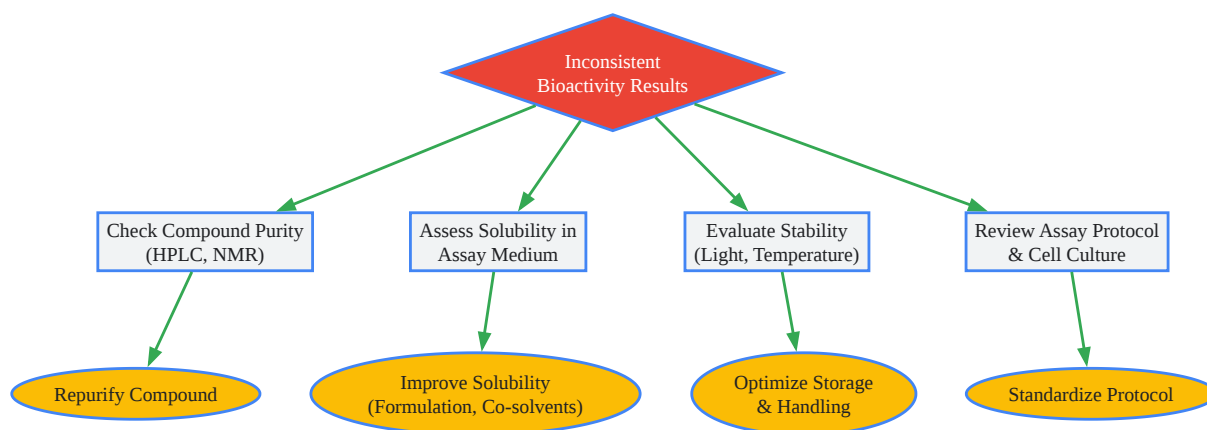 Inconsistent
Bioactivity Results
Check Compound Purity
(HPLC, NMR)
Assess Solubility in
Assay Medium
Evaluate Stability
(Light, Temperature)
Review Assay Protocol
& Cell Culture
Repurify Compound
Improve Solubility
(Formulation, Co-solvents)
Optimize Storage
& Handling
Standardize Protocol